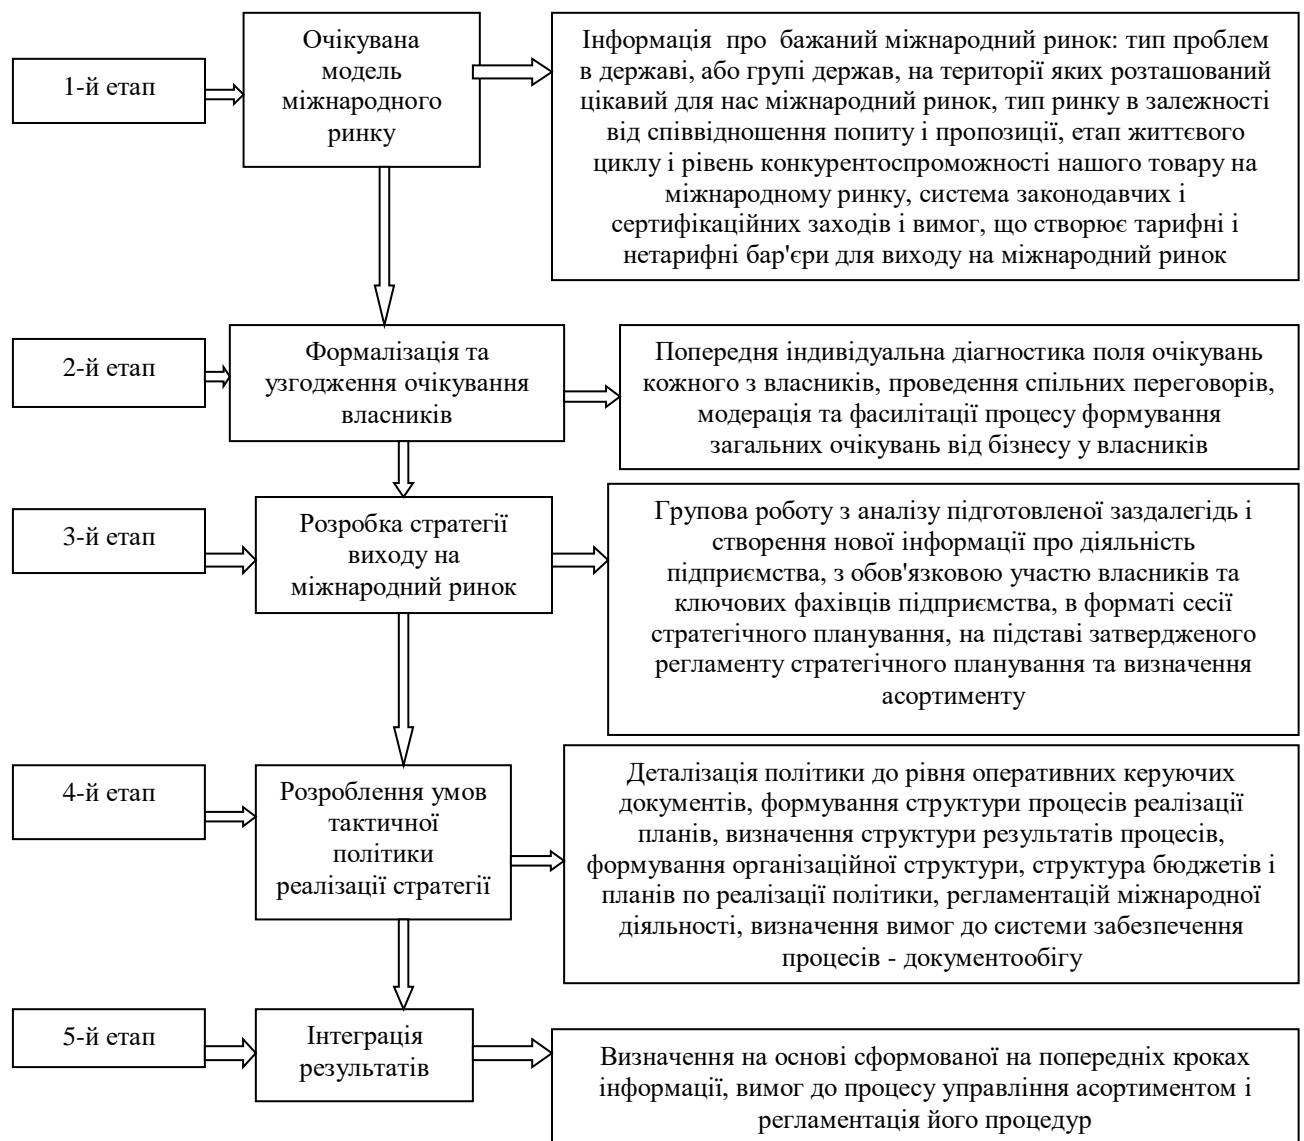 1-й етап
Очікувана
модель
міжнародного
ринку
Інформація про бажаний міжнародний ринок: тип проблем
в державі, або групі держав, на території яких розташований
цікавий для нас міжнародний ринок, тип ринку в залежності
від співвідношення попиту і пропозиції, етап життєвого
циклу і рівень конкурентоспроможності нашого товару на
міжнародному ринку, система законодавчих і
сертифікаційних заходів і вимог, що створює тарифні і
нетарифні бар'єри для виходу на міжнародний ринок
2-й етап
Формалізація та
узгодження очікування
власників
Попередня індивідуальна діагностика поля очікувань
кожного з власників, проведення спільних переговорів,
модерація та фасилітації процесу формування
загальних очікувань від бізнесу у власників
3-й етап
Розробка стратегії
виходу на
міжнародний ринок
Групова роботу з аналізу підготовленої заздалегідь і
створення нової інформації про діяльність
підприємства, з обов'язковою участю власників та
ключових фахівців підприємства, в форматі сесії
стратегічного планування, на підставі затвердженого
регламенту стратегічного планування та визначення
асортименту
4-й етап
Розроблення умов
тактичної
політики
реалізації стратегії
Деталізація політики до рівня оперативних керуючих
документів, формування структури процесів реалізації
планів, визначення структури результатів процесів,
формування організаційної структури, структура бюджетів і
планів по реалізації політики, регламентацій міжнародної
діяльності, визначення вимог до системи забезпечення
процесів - документообігу
5-й етап
Інтеграція
результатів
Визначення на основі сформованої на попередніх кроках
інформації, вимог до процесу управління асортиментом і
регламентація його процедур